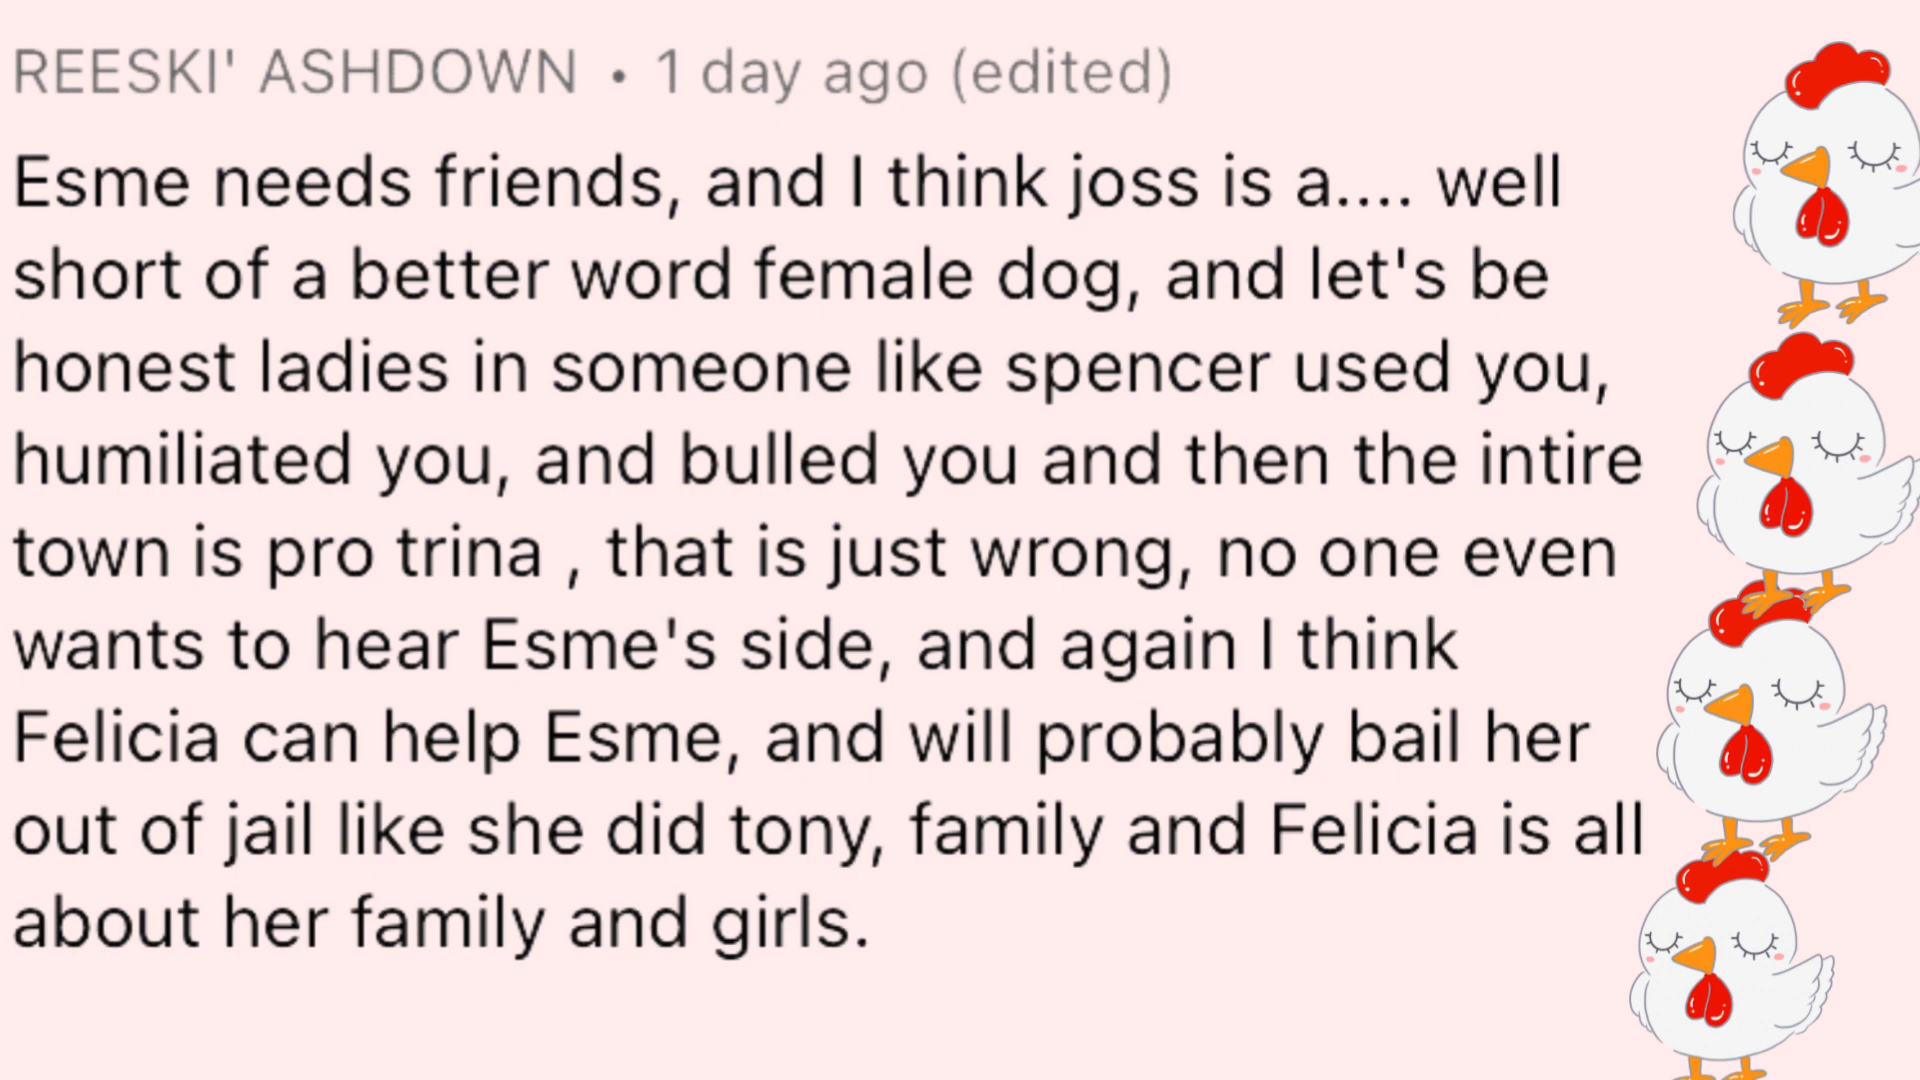 REESKI' ASHDOWN • 1 day ago (edited)
Esme needs friends, and I think joss is a.... well
short of a better word female dog, and let's be
honest ladies in someone like spencer used you,
humiliated you, and bulled you and then the intire
town is pro trina , that is just wrong, no one even
wants to hear Esme's side, and again I think
Felicia can help Esme, and will probably bail her
out of jail like she did tony, family and Felicia is all
about her family and girls.